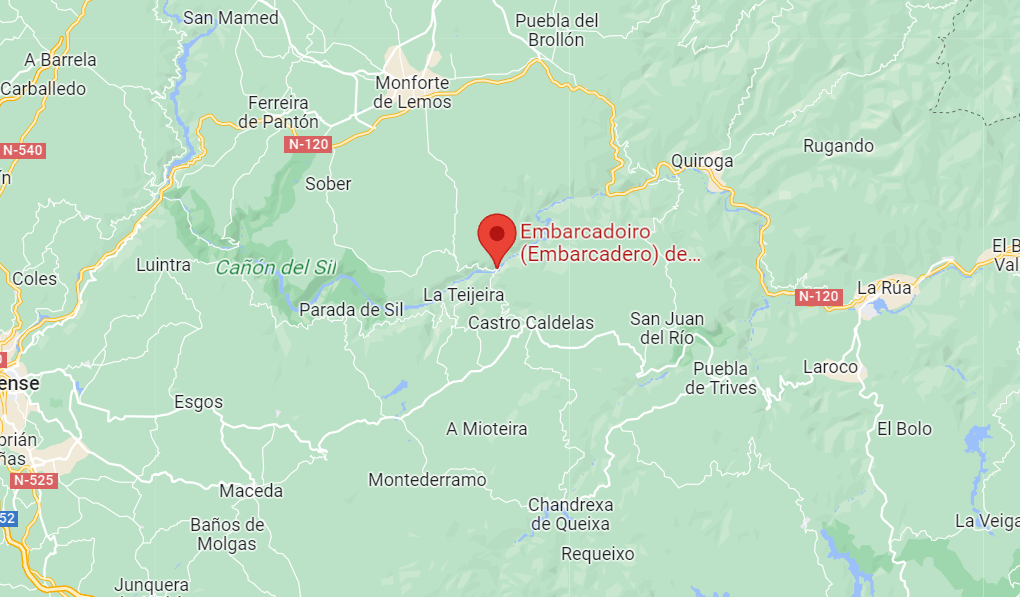 San Mamed
Puebla del
Brollón
A Barrela
Carballedo
Monforte
de Lemos
Ferreira
de Pantón
N-120
N-540
ín
Rugando
Quiroga
Sober
Embarcadoiro
(Embarcadero) de...
El B
Val
Luintra
Cañón del Sil
Coles
La Teijeira
N-120
La Rúa
Parada de Sil
Castro Caldelas
San Juan
del Río
Laroco
Puebla
de Trives
ense
Esgos
A Mioteira
El Bolo
brián
ñas
N-525
Montederramo
Maceda
Chandrexa
de Queixa
52
La Veiga
Baños de
Molgas
Requeixo
Junquera